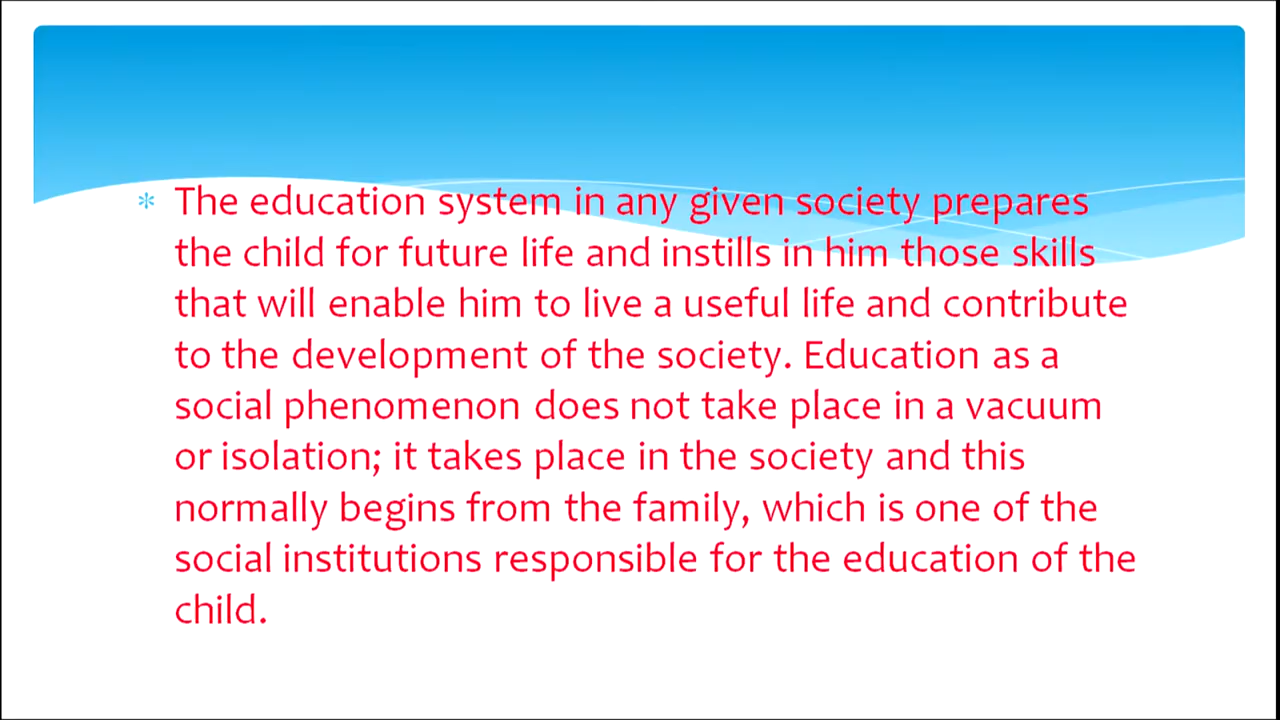 * The education system in any given society prepares
the child for future life and instills in him those skills
that will enable him to live a useful life and contribute
to the development of the society. Education as a
social phenomenon does not take place in a vacuum
or isolation; it takes place in the society and this
normally begins from the family, which is one of the
social institutions responsible for the education of the
child.